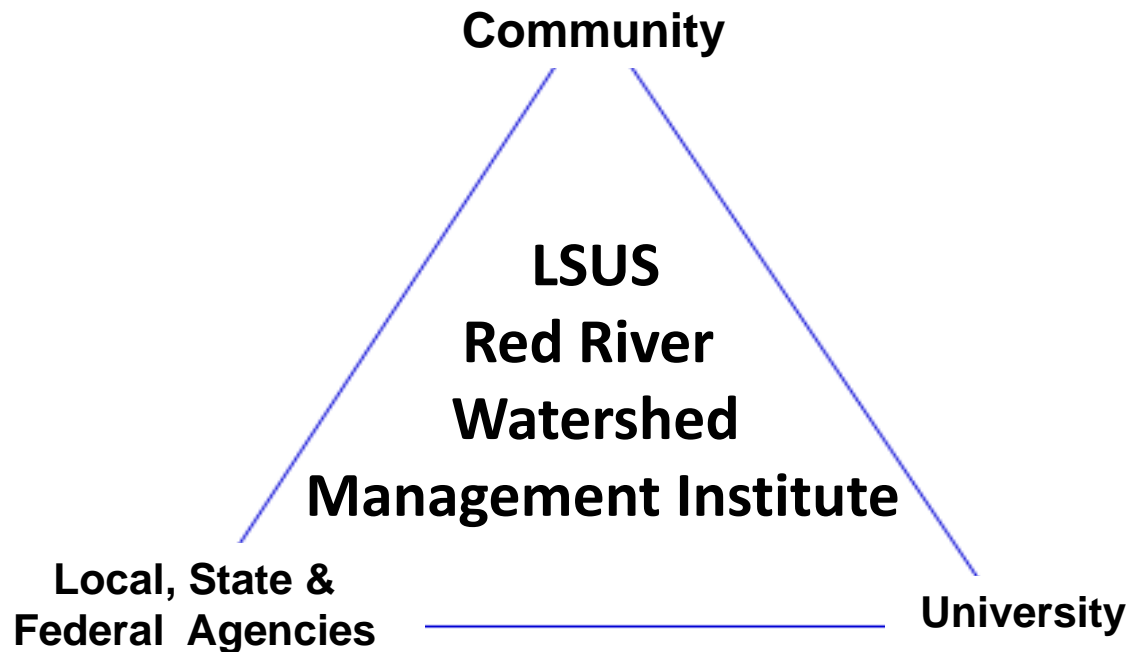 Community
LSUS
Red River
Watershed
Management Institute
Local, State &
Federal Agencies
University